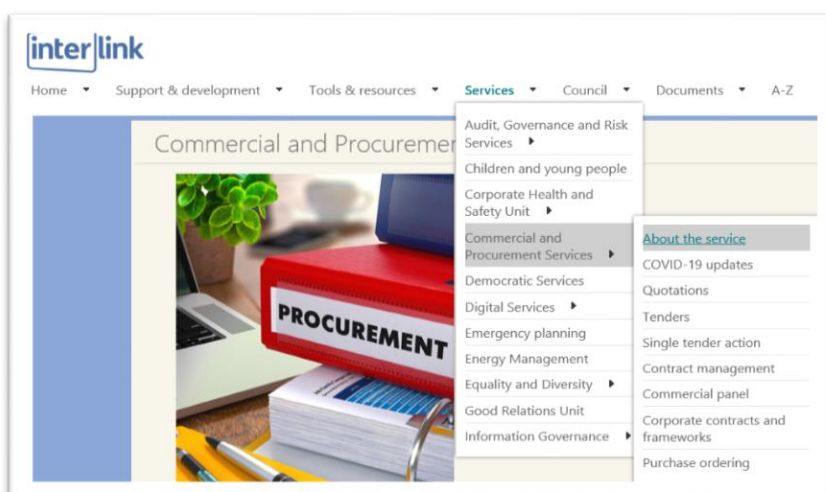 interlink
Home Support & development Tools & resources Services Council Documents A-Z
Commercial and Procuremen
Audit, Governance and Risk
Services
Children and young people
Corporate Health and
Safety Unit
Commercial and
Procurement Services
Democratic Services
Digital Services
Emergency planning
Energy Management
Equality and Diversity
Good Relations Unit
Information Governance
About the service
COVID-19 updates
Quotations
Tenders
Single tender action
Contract management
Commercial panel
Corporate contracts and
frameworks
Purchase ordering
PROCUREMENT